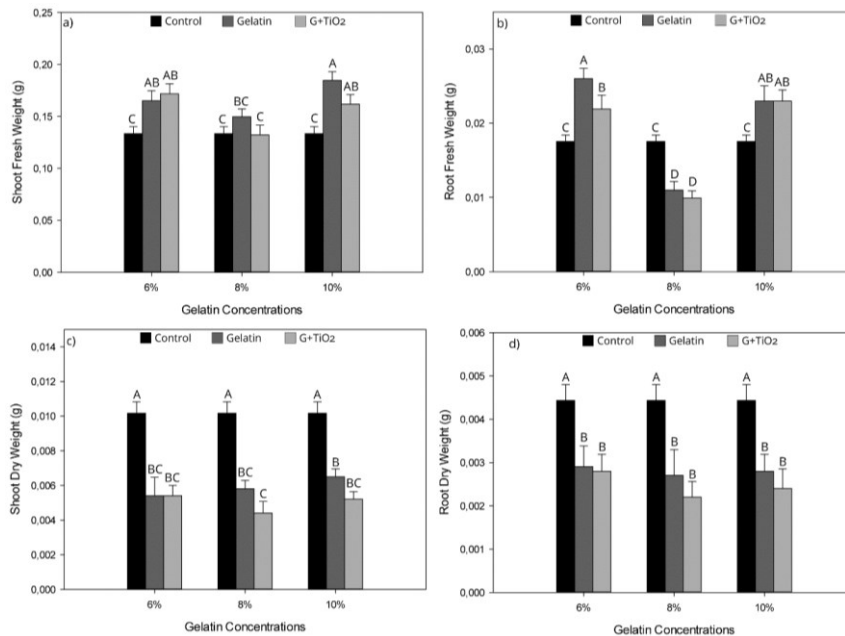 a)
Control Gelatin G+TiO2
Shoot Fresh Weight (g)
0,25
0,20
0,15
0,10
0,05
0,00
C AB AB
C BC C
C A AB
6% 8% 10%
Gelatin Concentrations
b)
Control Gelatin G+TiO2
Root Fresh Weight (g)
0,03
0,02
0,01
0,00
C A B
C D D
C AB AB
6% 8% 10%
Gelatin Concentrations
c)
Control Gelatin G+TiO2
Shoot Dry Weight (g)
0,014
0,012
0,010
0,008
0,006
0,004
0,002
0,000
A BC BC
A BC C
A B BC
6% 8% 10%
Gelatin Concentrations
d)
Control Gelatin G+TiO2
Root Dry Weight (g)
0,006
0,005
0,004
0,003
0,002
0,001
0,000
A B B
A B B
A B B
6% 8% 10%
Gelatin Concentrations